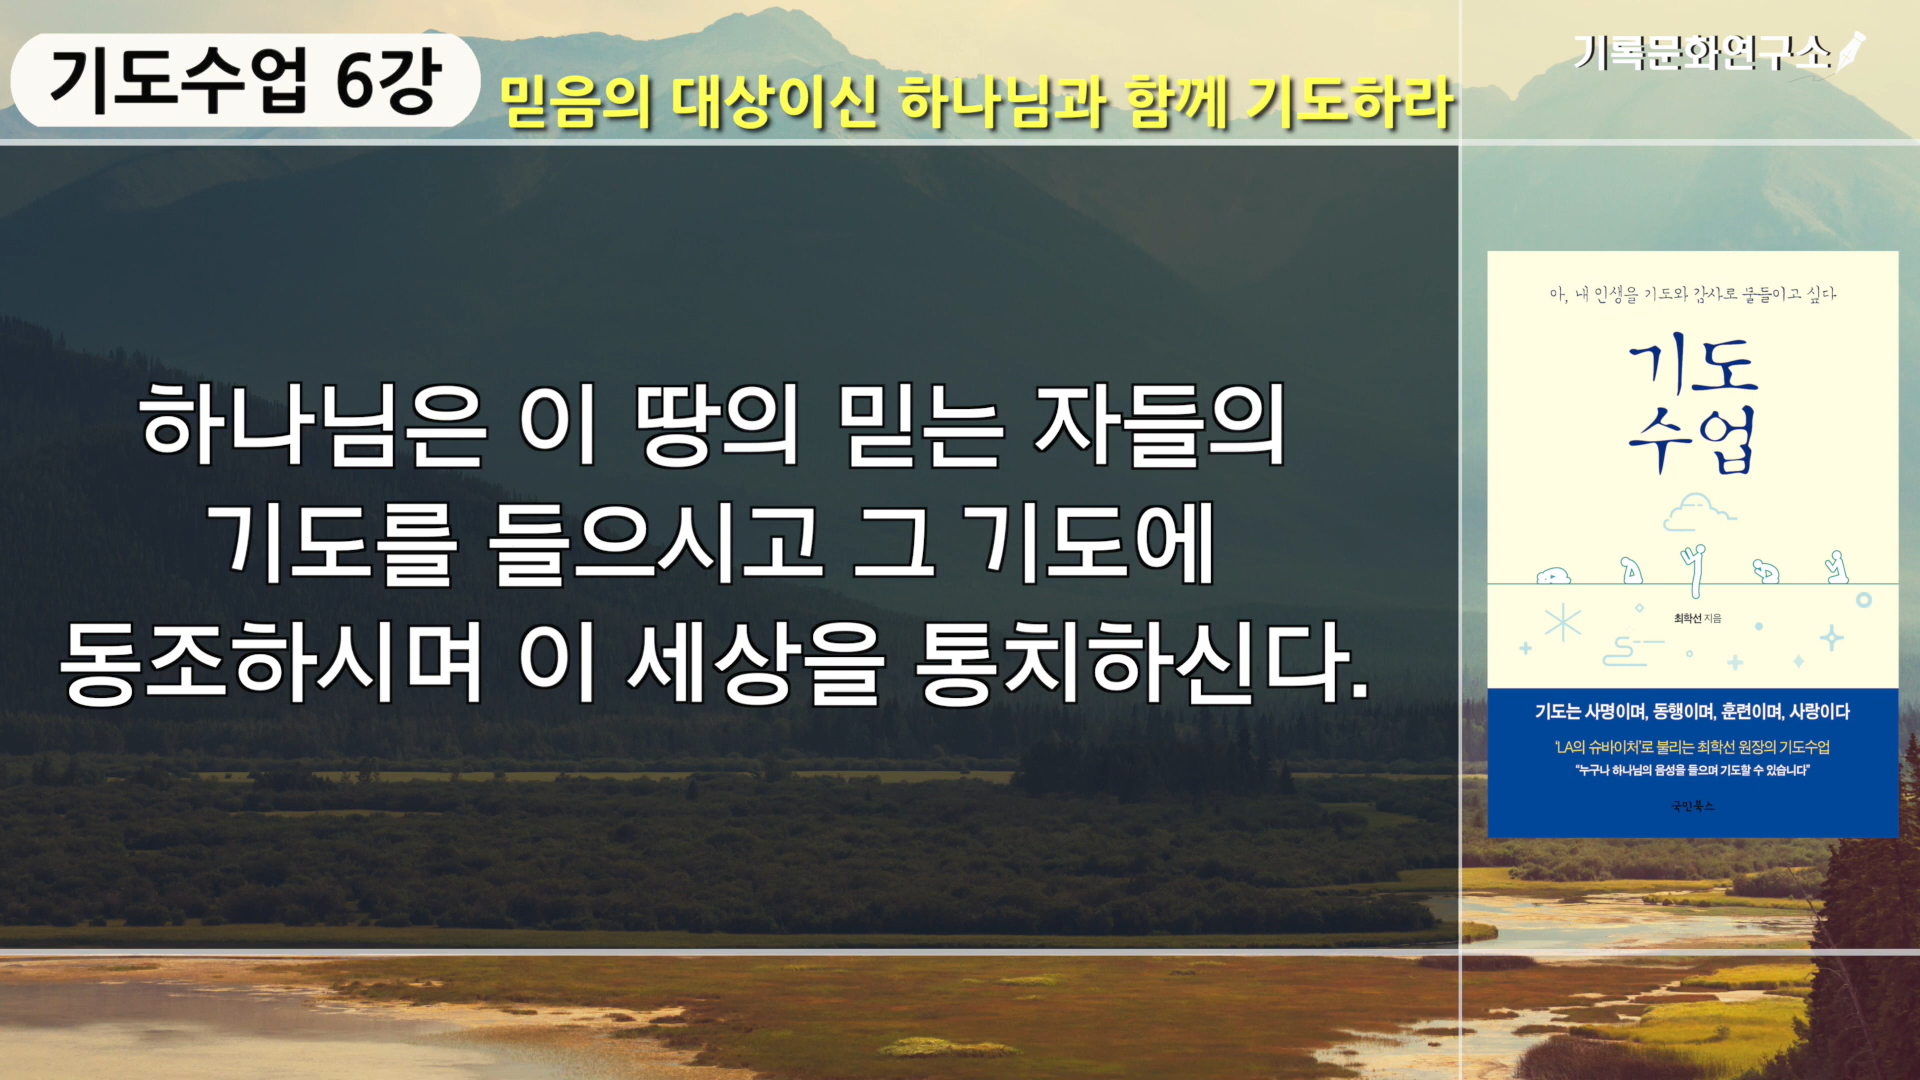 기도수업 6강
믿음의 대상이신 하나님과 함께 기도하라
기록문화연구소
하나님은 이 땅의 믿는 자들의
기도를 들으시고 그 기도에
동조하시며 이 세상을 통치하신다.
아, 내 인생을 기도와 감사로 물들이고 싶다
기도
수업
최학선 지음
기도는 사명이며, 동행이며, 훈련이며, 사랑이다
'LA의 슈바이처'로 불리는 최학선 원장의 기도수업
"누구나 하나님의 음성을 들으며 기도할 수 있습니다"
국민북스